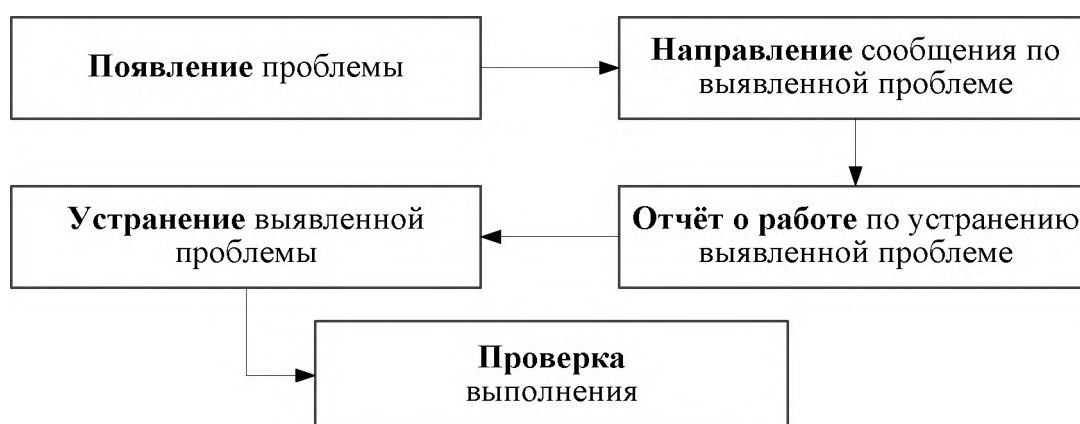 Появление проблемы
Направление сообщения по
выявленной проблеме
Отчёт о работе по устранению
выявленной проблеме
Устранение выявленной
проблемы
Проверка
выполнения